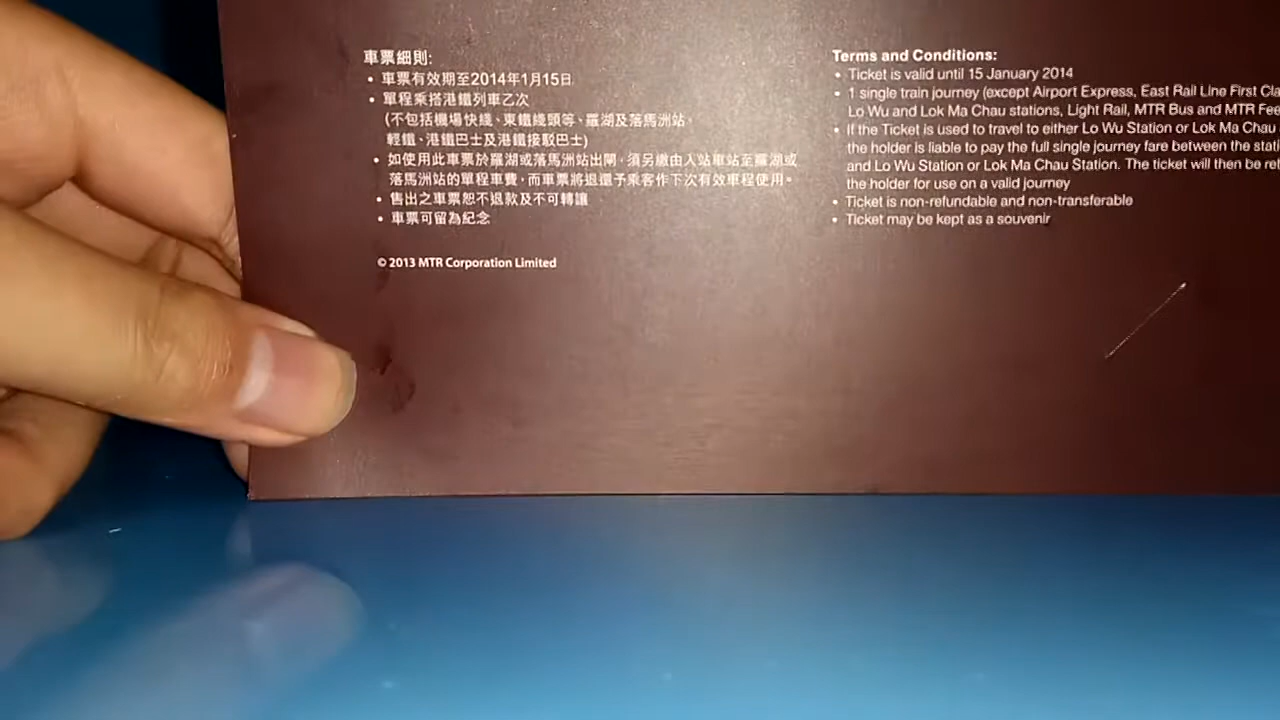 車票細則:
• 車票有效期至2014年1月15日
• 單程乘搭港鐵列車乙次
(不包括機場快綫、東鐵綫頭等、羅湖及落馬洲站、
輕鐵、港鐵巴士及港鐵接駁巴士)
• 如使用此車票於羅湖或落馬洲站出閘，須另繳由入站車站至羅湖或
落馬洲站的單程車費，而車票將退還予乘客作下次有效車程使用。
• 售出之車票恕不退款及不可轉讓
• 車票可留為紀念
© 2013 MTR Corporation Limited
Terms and Conditions:
• Ticket is valid until 15 January 2014
• 1 single train journey (except Airport Express, East Rail Line First
Lo Wu and Lok Ma Chau stations, Light Rail, MTR Bus and MTR
• If the Ticket is used to travel to either Lo Wu Station or Lok Ma Chau
the holder is liable to pay the full single journey fare between the
and Lo Wu Station or Lok Ma Chau Station. The ticket will then be
the holder for use on a valid journey
• Ticket is non-refundable and non-transferable
• Ticket may be kept as a souvenir